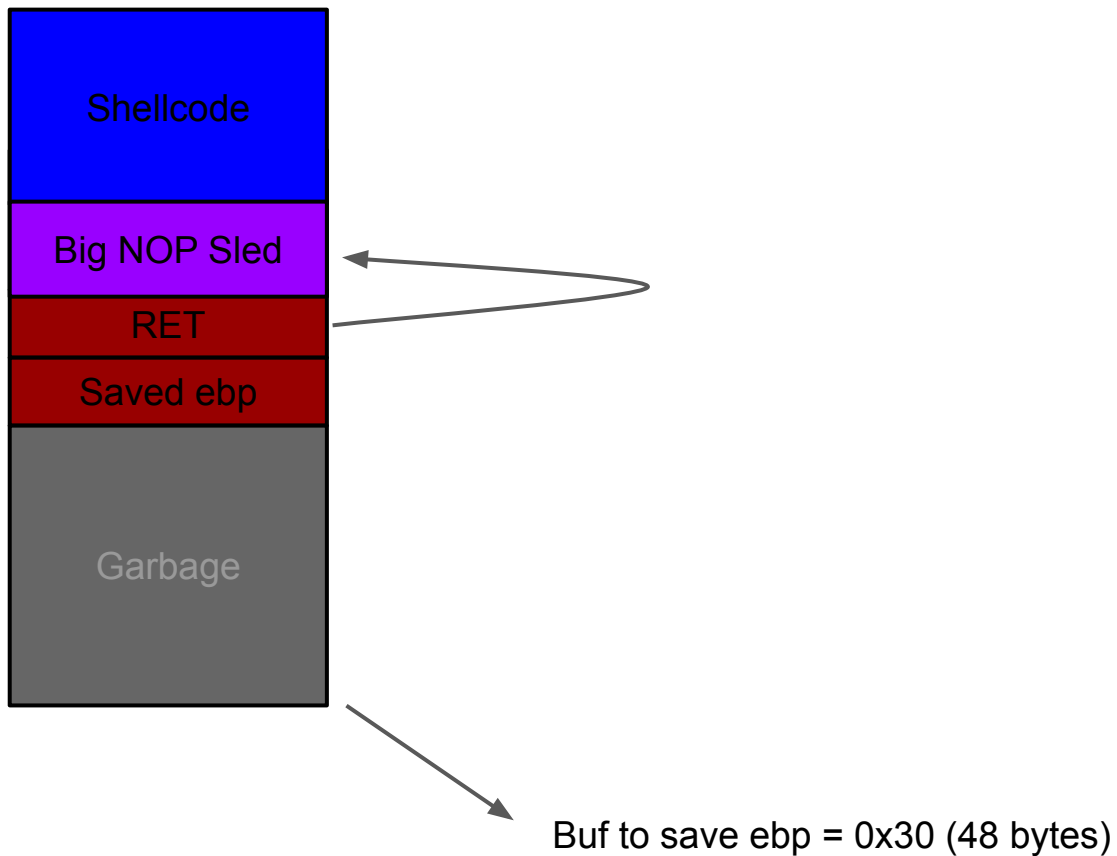 Shellcode
Big NOP Sled
RET
Saved ebp
Garbage
Buf to save ebp = 0x30 (48 bytes)